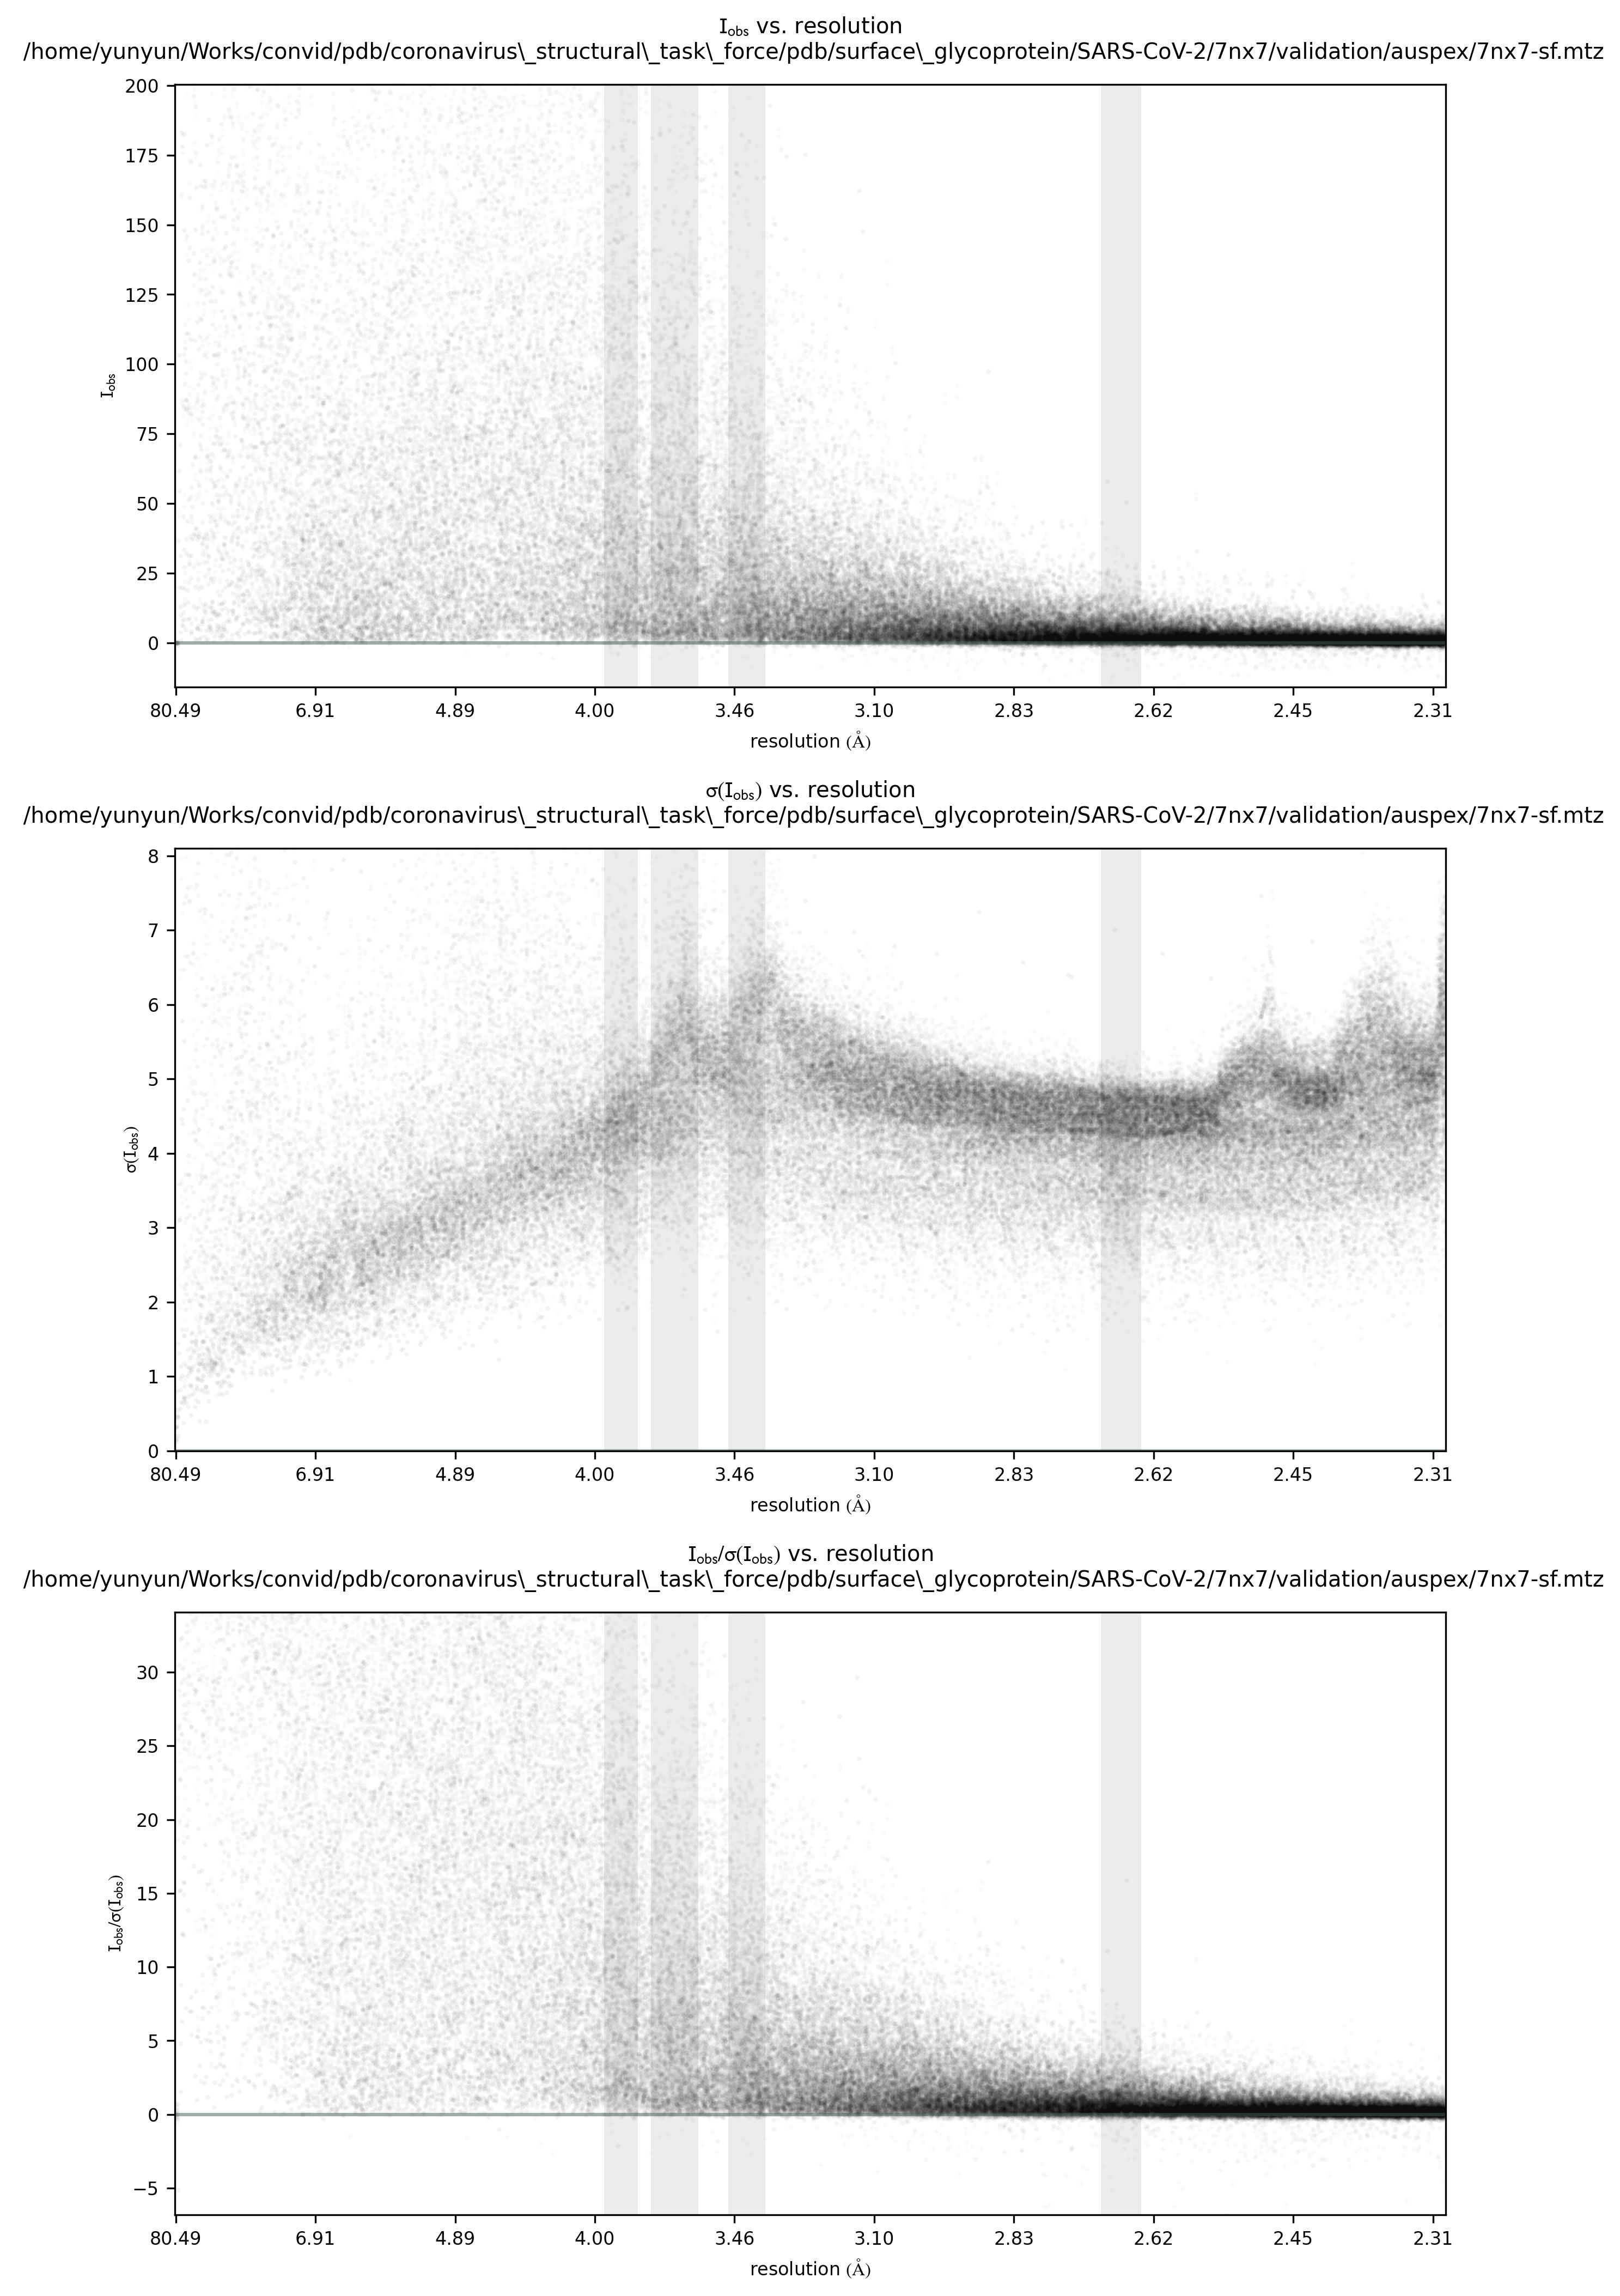 Iobs vs. resolution
/home/yunyun/Works/convid/pdb/coronavirus\_structural\_task\_force/pdb/surface\_glycoprotein/SARS-CoV-2/7nx7/validation/auspex/7nx7-sf.mtz
200
175
150
125
100
75
50
25
0
Iobs
80.49 6.91 4.89 4.00 3.46 3.10 2.83 2.62 2.45 2.31
resolution (Å)
σ(Iobs) vs. resolution
/home/yunyun/Works/convid/pdb/coronavirus\_structural\_task\_force/pdb/surface\_glycoprotein/SARS-CoV-2/7nx7/validation/auspex/7nx7-sf.mtz
8
7
6
5
4
3
2
1
0
σ(Iobs)
80.49 6.91 4.89 4.00 3.46 3.10 2.83 2.62 2.45 2.31
resolution (Å)
Iobs/σ(Iobs) vs. resolution
/home/yunyun/Works/convid/pdb/coronavirus\_structural\_task\_force/pdb/surface\_glycoprotein/SARS-CoV-2/7nx7/validation/auspex/7nx7-sf.mtz
30
25
20
15
10
5
0
−5
Iobs/σ(Iobs)
80.49 6.91 4.89 4.00 3.46 3.10 2.83 2.62 2.45 2.31
resolution (Å)